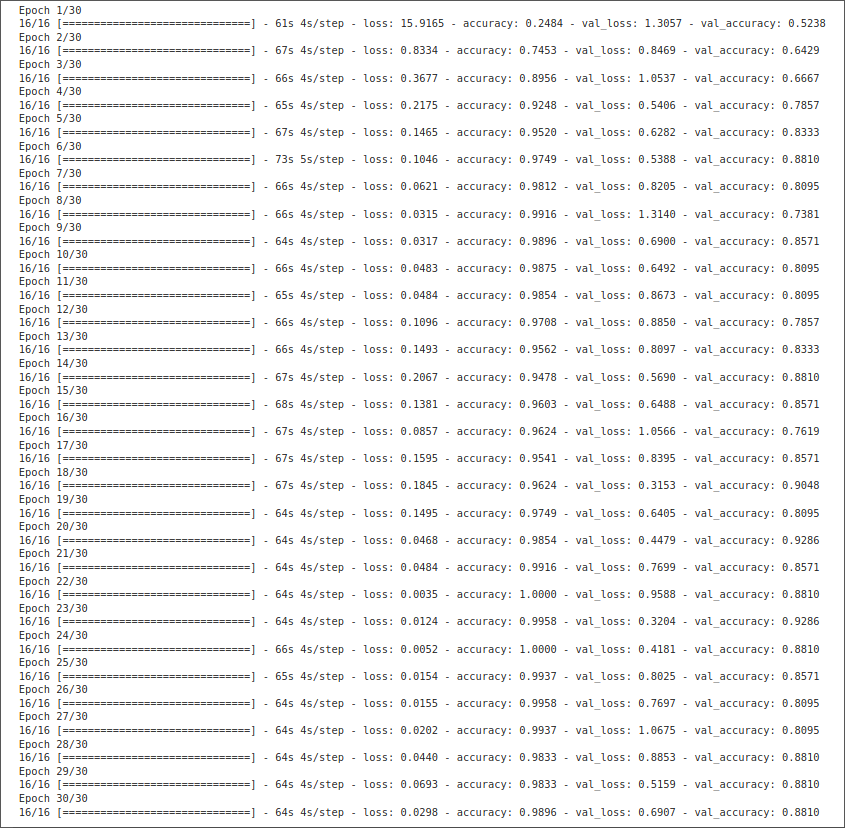 Epoch 1/30
16/16 [==============================] - 61s 4s/step - loss: 15.9165 - accuracy: 0.2484 - val_loss: 1.3057 - val_accuracy: 0.5238
Epoch 2/30
16/16 [==============================] - 67s 4s/step - loss: 0.8334 - accuracy: 0.7453 - val_loss: 0.8469 - val_accuracy: 0.6429
Epoch 3/30
16/16 [==============================] - 66s 4s/step - loss: 0.3677 - accuracy: 0.8956 - val_loss: 1.0537 - val_accuracy: 0.6667
Epoch 4/30
16/16 [==============================] - 65s 4s/step - loss: 0.2175 - accuracy: 0.9248 - val_loss: 0.5406 - val_accuracy: 0.7857
Epoch 5/30
16/16 [==============================] - 67s 4s/step - loss: 0.1465 - accuracy: 0.9520 - val_loss: 0.6282 - val_accuracy: 0.8333
Epoch 6/30
16/16 [==============================] - 73s 5s/step - loss: 0.1046 - accuracy: 0.9749 - val_loss: 0.5388 - val_accuracy: 0.8810
Epoch 7/30
16/16 [==============================] - 66s 4s/step - loss: 0.0621 - accuracy: 0.9812 - val_loss: 0.8205 - val_accuracy: 0.8095
Epoch 8/30
16/16 [==============================] - 66s 4s/step - loss: 0.0315 - accuracy: 0.9916 - val_loss: 1.3140 - val_accuracy: 0.7381
Epoch 9/30
16/16 [==============================] - 64s 4s/step - loss: 0.0317 - accuracy: 0.9896 - val_loss: 0.6900 - val_accuracy: 0.8571
Epoch 10/30
16/16 [==============================] - 66s 4s/step - loss: 0.0483 - accuracy: 0.9875 - val_loss: 0.6492 - val_accuracy: 0.8095
Epoch 11/30
16/16 [==============================] - 65s 4s/step - loss: 0.0484 - accuracy: 0.9854 - val_loss: 0.8673 - val_accuracy: 0.8095
Epoch 12/30
16/16 [==============================] - 66s 4s/step - loss: 0.1096 - accuracy: 0.9708 - val_loss: 0.8850 - val_accuracy: 0.7857
Epoch 13/30
16/16 [==============================] - 66s 4s/step - loss: 0.1493 - accuracy: 0.9562 - val_loss: 0.8097 - val_accuracy: 0.8333
Epoch 14/30
16/16 [==============================] - 67s 4s/step - loss: 0.2067 - accuracy: 0.9478 - val_loss: 0.5690 - val_accuracy: 0.8810
Epoch 15/30
16/16 [==============================] - 68s 4s/step - loss: 0.1381 - accuracy: 0.9603 - val_loss: 0.6488 - val_accuracy: 0.8571
Epoch 16/30
16/16 [==============================] - 67s 4s/step - loss: 0.0857 - accuracy: 0.9624 - val_loss: 1.0566 - val_accuracy: 0.7619
Epoch 17/30
16/16 [==============================] - 67s 4s/step - loss: 0.1595 - accuracy: 0.9541 - val_loss: 0.8395 - val_accuracy: 0.8571
Epoch 18/30
16/16 [==============================] - 67s 4s/step - loss: 0.1845 - accuracy: 0.9624 - val_loss: 0.3153 - val_accuracy: 0.9048
Epoch 19/30
16/16 [==============================] - 64s 4s/step - loss: 0.1495 - accuracy: 0.9749 - val_loss: 0.6405 - val_accuracy: 0.8095
Epoch 20/30
16/16 [==============================] - 64s 4s/step - loss: 0.0468 - accuracy: 0.9854 - val_loss: 0.4479 - val_accuracy: 0.9286
Epoch 21/30
16/16 [==============================] - 64s 4s/step - loss: 0.0484 - accuracy: 0.9916 - val_loss: 0.7699 - val_accuracy: 0.8571
Epoch 22/30
16/16 [==============================] - 64s 4s/step - loss: 0.0035 - accuracy: 1.0000 - val_loss: 0.9588 - val_accuracy: 0.8810
Epoch 23/30
16/16 [==============================] - 64s 4s/step - loss: 0.0124 - accuracy: 0.9958 - val_loss: 0.3204 - val_accuracy: 0.9286
Epoch 24/30
16/16 [==============================] - 66s 4s/step - loss: 0.0052 - accuracy: 1.0000 - val_loss: 0.4181 - val_accuracy: 0.8810
Epoch 25/30
16/16 [==============================] - 65s 4s/step - loss: 0.0154 - accuracy: 0.9937 - val_loss: 0.8025 - val_accuracy: 0.8571
Epoch 26/30
16/16 [==============================] - 64s 4s/step - loss: 0.0155 - accuracy: 0.9958 - val_loss: 0.7697 - val_accuracy: 0.8095
Epoch 27/30
16/16 [==============================] - 64s 4s/step - loss: 0.0202 - accuracy: 0.9937 - val_loss: 1.0675 - val_accuracy: 0.8095
Epoch 28/30
16/16 [==============================] - 64s 4s/step - loss: 0.0440 - accuracy: 0.9833 - val_loss: 0.8853 - val_accuracy: 0.8810
Epoch 29/30
16/16 [==============================] - 64s 4s/step - loss: 0.0693 - accuracy: 0.9833 - val_loss: 0.5159 - val_accuracy: 0.8810
Epoch 30/30
16/16 [==============================] - 64s 4s/step - loss: 0.0298 - accuracy: 0.9896 - val_loss: 0.6907 - val_accuracy: 0.8810